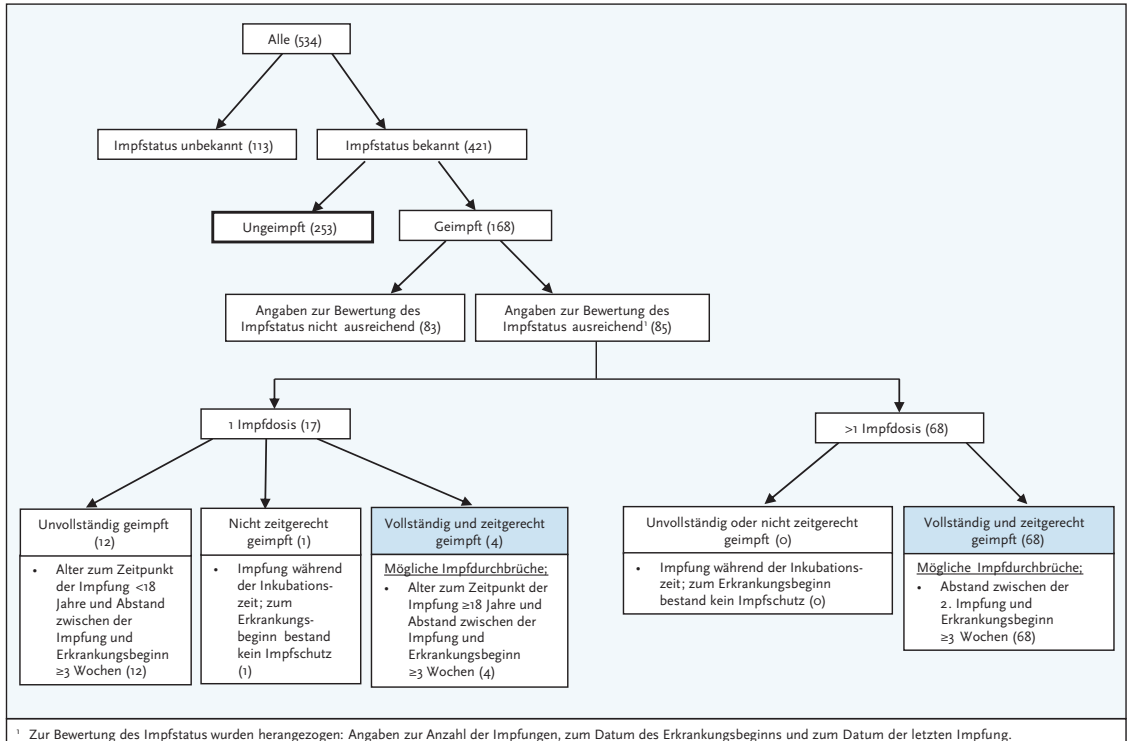 Alle (534)
Impfstatus unbekannt (113)
Impfstatus bekannt (421)
Ungeimpft (253)
Geimpft (168)
Angaben zur Bewertung des
Impfstatus nicht ausreichend (83)
Angaben zur Bewertung des
Impfstatus ausreichend¹ (85)
1 Impfdosis (17)
>1 Impfdosis (68)
Unvollständig geimpft
(12)
• Alter zum Zeitpunkt
der Impfung <18
Jahre und Abstand
zwischen der
Impfung und
Erkrankungsbeginn
≥3 Wochen (12)
Nicht zeitgerecht
geimpft (1)
• Impfung während
der Inkubations-
zeit; zum
Erkrankungs-
beginn bestand
kein Impfschutz
(1)
Vollständig und zeitgerecht
geimpft (4)
Mögliche Impfdurchbrüche;
• Alter zum Zeitpunkt der
Impfung ≥18 Jahre und
Abstand zwischen der
Impfung und
Erkrankungsbeginn
≥3 Wochen (4)
Unvollständig oder nicht zeitgerecht
geimpft (0)
• Impfung während der Inkubations-
zeit; zum Erkrankungsbeginn
bestand kein Impfschutz (0)
Vollständig und zeitgerecht
geimpft (68)
Mögliche Impfdurchbrüche;
• Abstand zwischen der
2. Impfung und
Erkrankungsbeginn
≥3 Wochen (68)
¹ Zur Bewertung des Impfstatus wurden herangezogen: Angaben zur Anzahl der Impfungen, zum Datum des Erkrankungsbeginns und zum Datum der letzten Impfung.